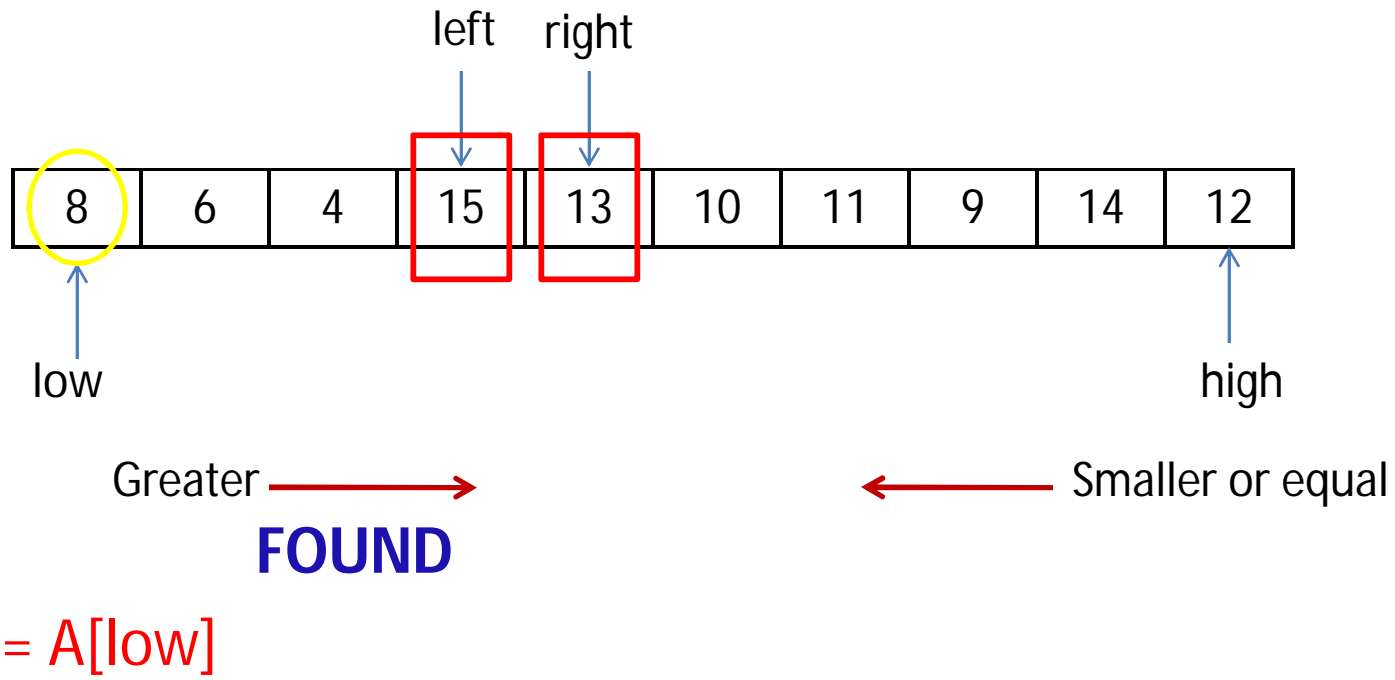 left right
8 6 4 15 13 10 11 9 14 12
low high
Greater Smaller or equal
FOUND
= A[low]